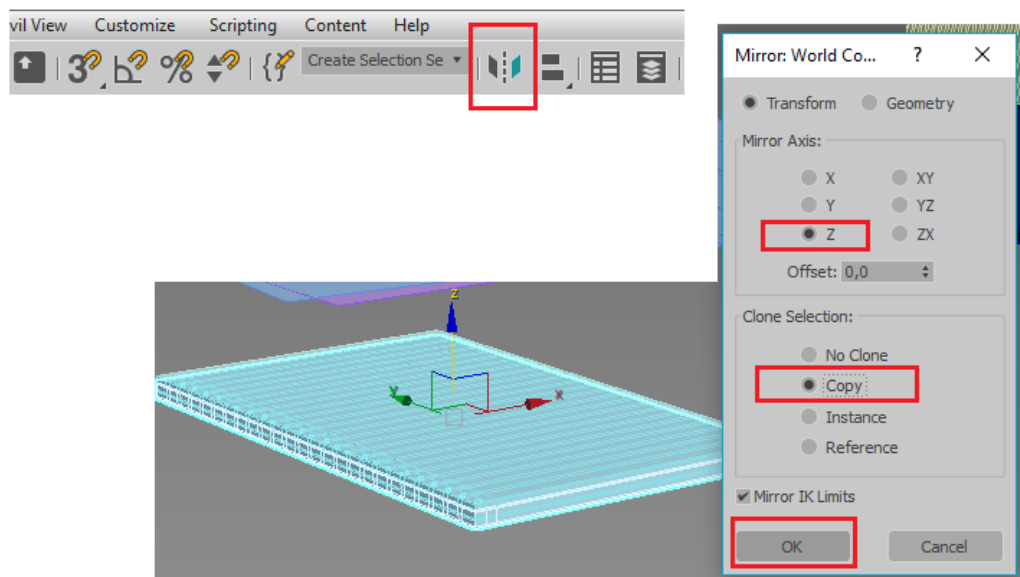 vil View Customize Scripting Content Help
3 % Create Selection Se
Mirror: World Co... ?
Transform Geometry
Mirror Axis:
X XY
Y YZ
Z ZX
Offset: 0,0
Clone Selection:
No Clone
Copy
Instance
Reference
Mirror IK Limits
OK Cancel
z
y x